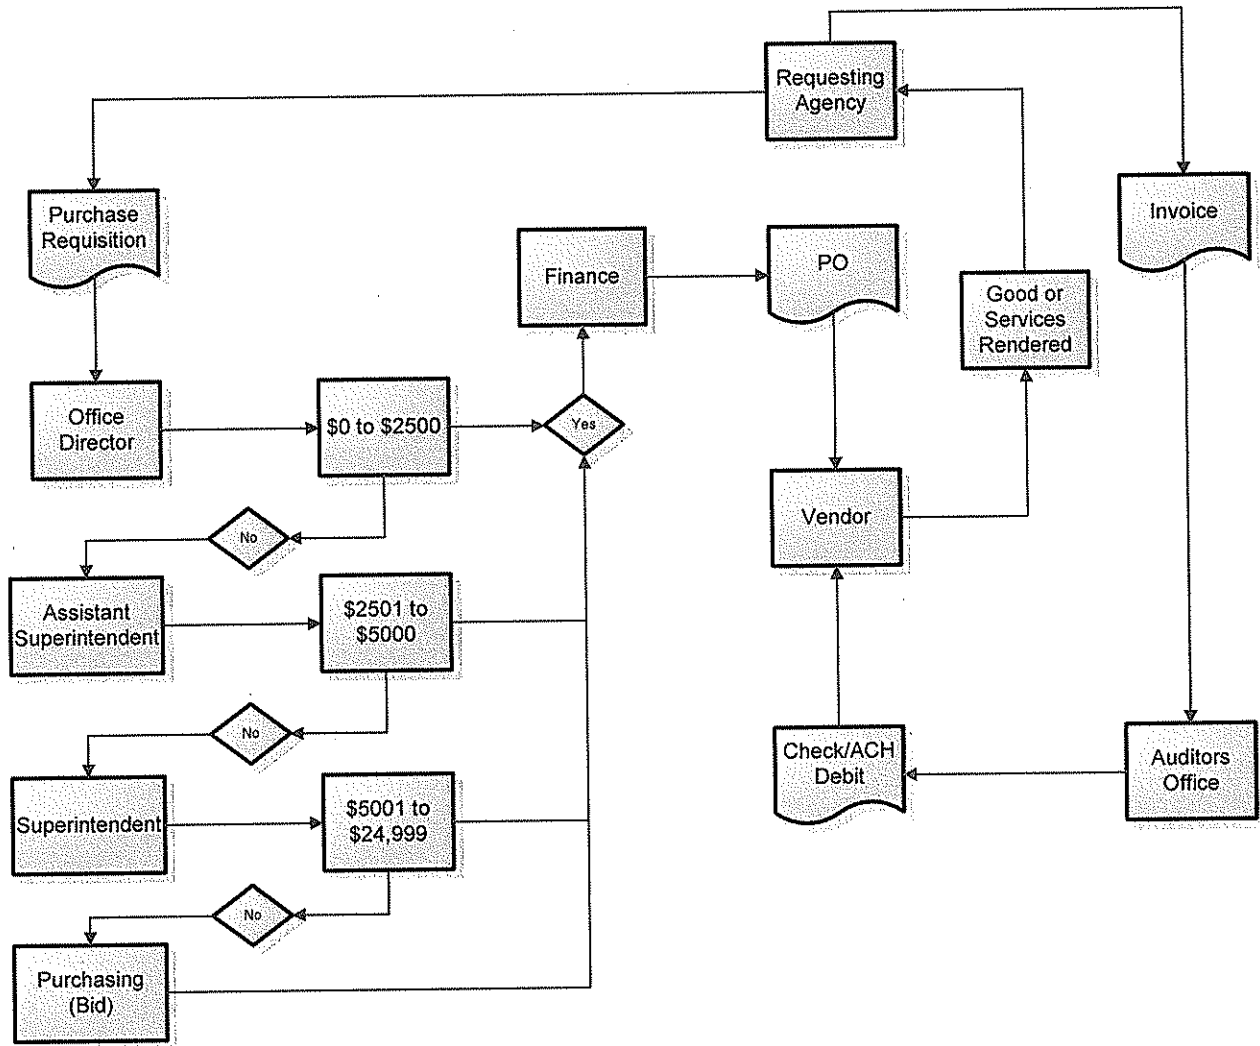 Requesting
Agency
Purchase
Requisition
Invoice
Finance
PO
Good or
Services
Rendered
Office
Director
$0 to $2500
Yes
Vendor
No
Assistant
Superintendent
$2501 to
$5000
No
Check/ACH
Debit
Auditors
Office
Superintendent
$5001 to
$24,999
No
Purchasing
(Bid)